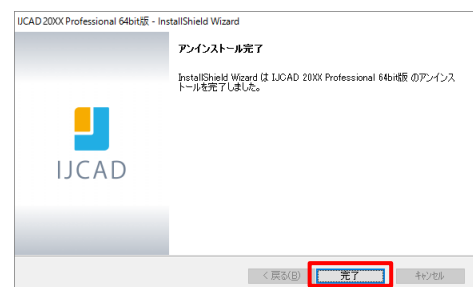 IJCAD 20XX Professional 64bit版 - InstallShield Wizard
アンインストール完了
InstallShield Wizard は IJCAD 20XX Professional 64bit版 のアンインス
トールを完了しました。
IJCAD
< 戻る(B)
完了
キャンセル